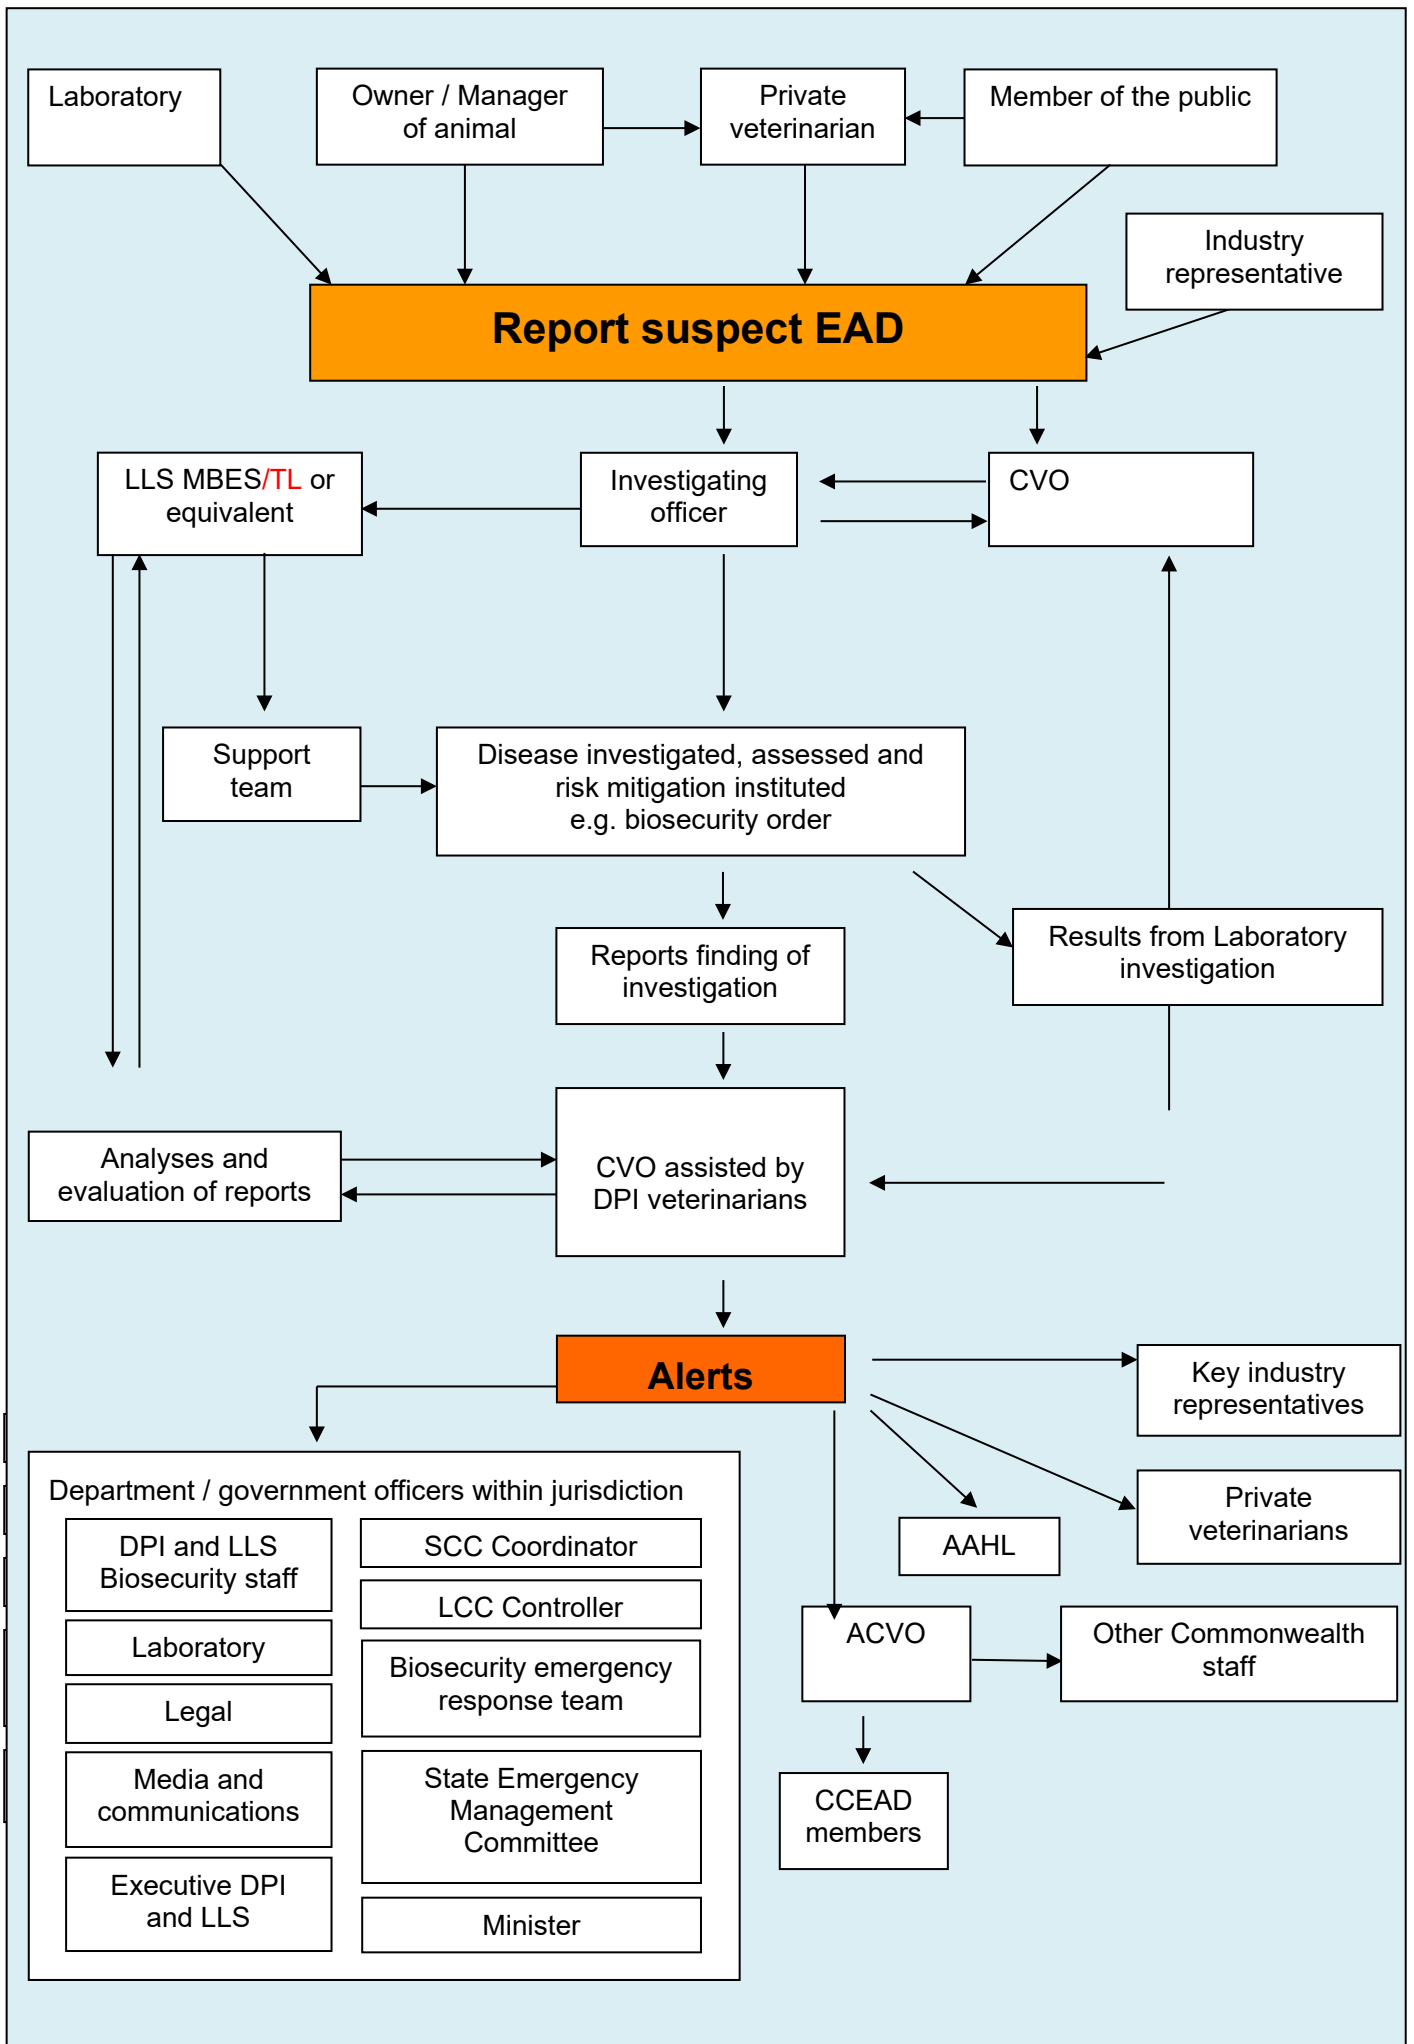 Laboratory
Owner / Manager
of animal
Private
veterinarian
Member of the public
Industry
representative
Report suspect EAD
LLS MBES/TL or
equivalent
Investigating
officer
CVO
Support
team
Disease investigated, assessed and
risk mitigation instituted
e.g. biosecurity order
Reports finding of
investigation
Results from Laboratory
investigation
Analyses and
evaluation of reports
CVO assisted by
DPI veterinarians
Alerts
Key industry
representatives
Private
veterinarians
AAHL
ACVO
Other Commonwealth
staff
CCEAD
members
Department / government officers within jurisdiction
DPI and LLS
Biosecurity staff
Laboratory
Legal
Media and
communications
Executive DPI
and LLS
SCC Coordinator
LCC Controller
Biosecurity emergency
response team
State Emergency
Management
Committee
Minister